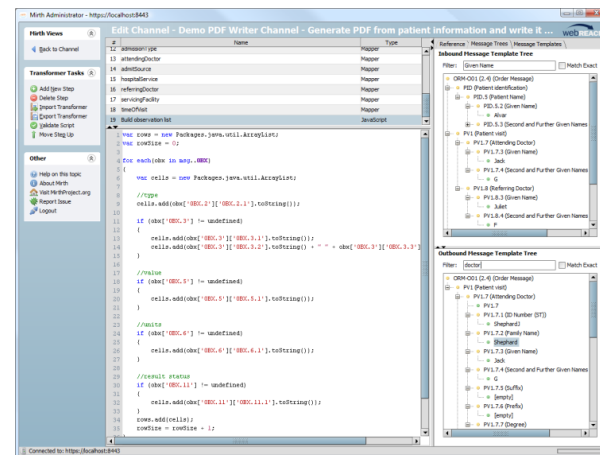 Mirth Administrator - https://localhost:8443
Mirth Views
Back to Channel
Transformer Tasks
Add New Step
Delete Step
Import Transformer
Export Transformer
Validate Script
Move Step Up
Other
Help on this topic
About Mirth
Visit MirthProject.org
Report Issue
Logout
Edit Channel - Demo PDF Writer Channel - Generate PDF from patient information and write it ...
webREACH
# Name Type
12 admissionType Mapper
13 attendingDoctor Mapper
14 admitSource Mapper
15 hospitalService Mapper
16 referringDoctor Mapper
17 servicingFacility Mapper
18 timeOfVisit Mapper
19 Build observation list JavaScript
1 var rows = new Packages.java.util.ArrayList;
2 var rowSize = 0;
3
4 for each(obx in msg..OBX)
5 {
6 var cells = new Packages.java.util.ArrayList;
7
8 //type
9 cells.add(obx['OBX.2']['OBX.2.1'].toString());
10
11 if (obx['OBX.3'] != undefined)
12 {
13 cells.add(obx['OBX.3']['OBX.3.1'].toString());
14 cells.add(obx['OBX.3']['OBX.3.2'].toString() + " " + obx['OBX.3']['OBX.3.3']
15 }
16
17 //value
18 if (obx['OBX.5'] != undefined)
19 {
20 cells.add(obx['OBX.5']['OBX.5.1'].toString());
21 }
22
23 //units
24 if (obx['OBX.6'] != undefined)
25 {
26 cells.add(obx['OBX.6']['OBX.6.1'].toString());
27 }
28
29 //result status
30 if (obx['OBX.11'] != undefined)
31 {
32 cells.add(obx['OBX.11']['OBX.11.1'].toString());
33 }
34 rows.add(cells);
35 rowSize = rowSize + 1;
Reference Message Trees Message Templates
Inbound Message Template Tree
Filter: Given Name Match Exact
ORM-O01 (2.4) (Order Message)
PID (Patient identification)
PID.5 (Patient Name)
PID.5.2 (Given Name)
Alvar
PID.5.3 (Second and Further Given Names
PV1 (Patient visit)
PV1.7 (Attending Doctor)
PV1.7.3 (Given Name)
Jack
PV1.7.4 (Second and Further Given Names
G
PV1.8 (Referring Doctor)
PV1.8.3 (Given Name)
Juliet
PV1.8.4 (Second and Further Given Names
F
Outbound Message Template Tree
Filter: doctor Match Exact
ORM-O01 (2.4) (Order Message)
PV1 (Patient visit)
PV1.7 (Attending Doctor)
PV1.7
PV1.7.1 (ID Number (ST))
ShephardJ
PV1.7.2 (Family Name)
Shephard
PV1.7.3 (Given Name)
Jack
PV1.7.4 (Second and Further Given Names
G
PV1.7.5 (Suffix)
[empty]
PV1.7.6 (Prefix)
[empty]
PV1.7.7 (Degree)
Connected to: https://localhost:8443